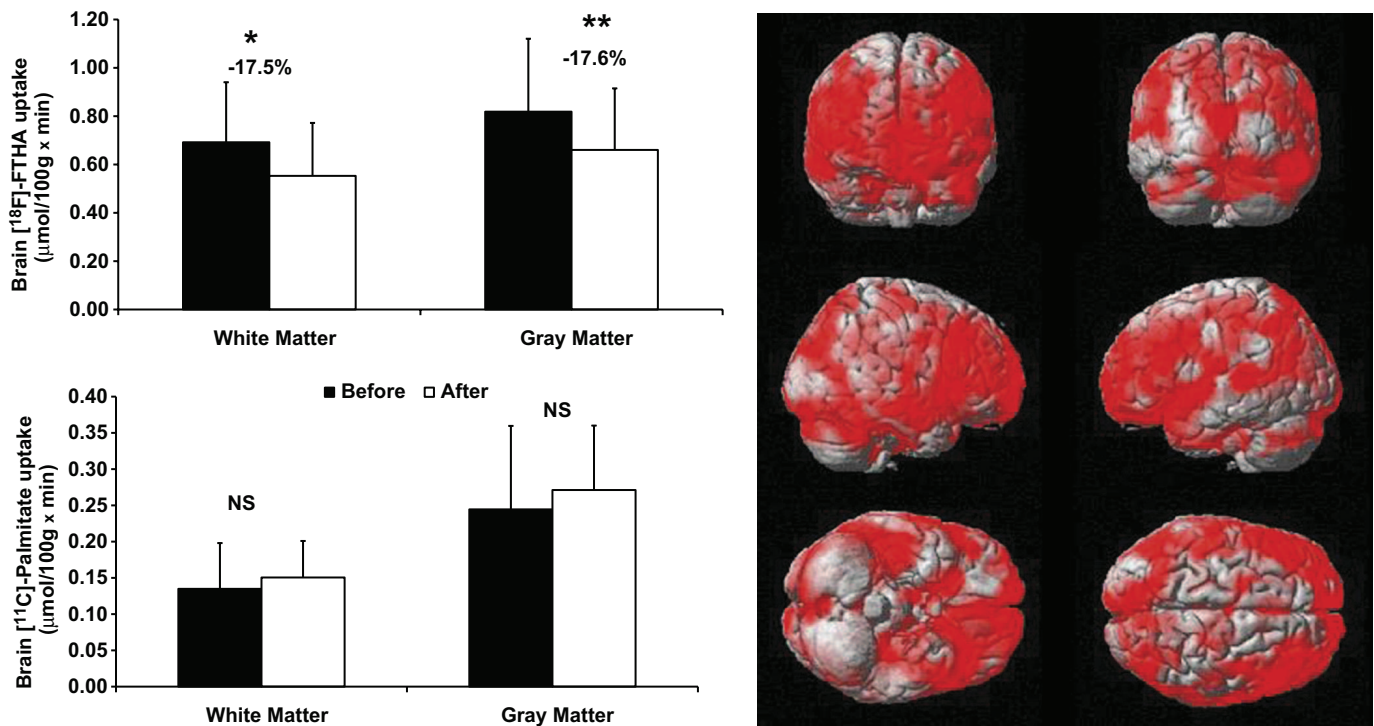 Brain [¹⁸F]-FTHA uptake
(μmol/100g x min)
1.20
1.00
0.80
0.60
0.40
0.20
0.00
*
-17.5%
**
-17.6%
White Matter
Gray Matter
Brain [¹¹C]-Palmitate uptake
(μmol/100g x min)
0.40
0.35
0.30
0.25
0.20
0.15
0.10
0.05
0.00
Before
After
NS
NS
White Matter
Gray Matter